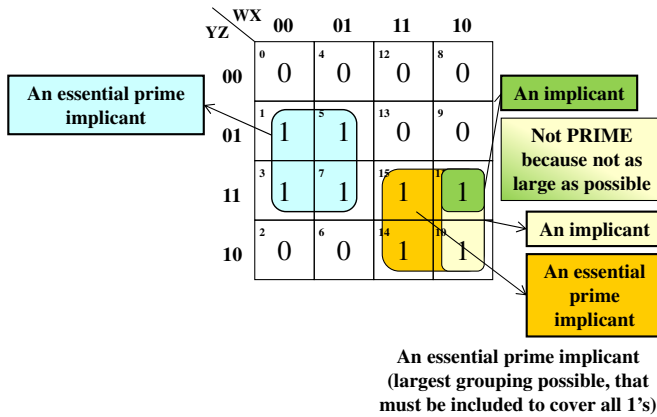 WX
YZ
00 01 11 10
00
0 0
4 0
12 0
8 0
An essential prime
implicant
An implicant
01
1 1
5 1
13 0
9 0
Not PRIME
because not as
large as possible
11
3 1
7 1
15 1
1
An implicant
10
2 0
6 0
14 1
10 1
An essential
prime
implicant
An essential prime implicant
(largest grouping possible, that
must be included to cover all 1's)